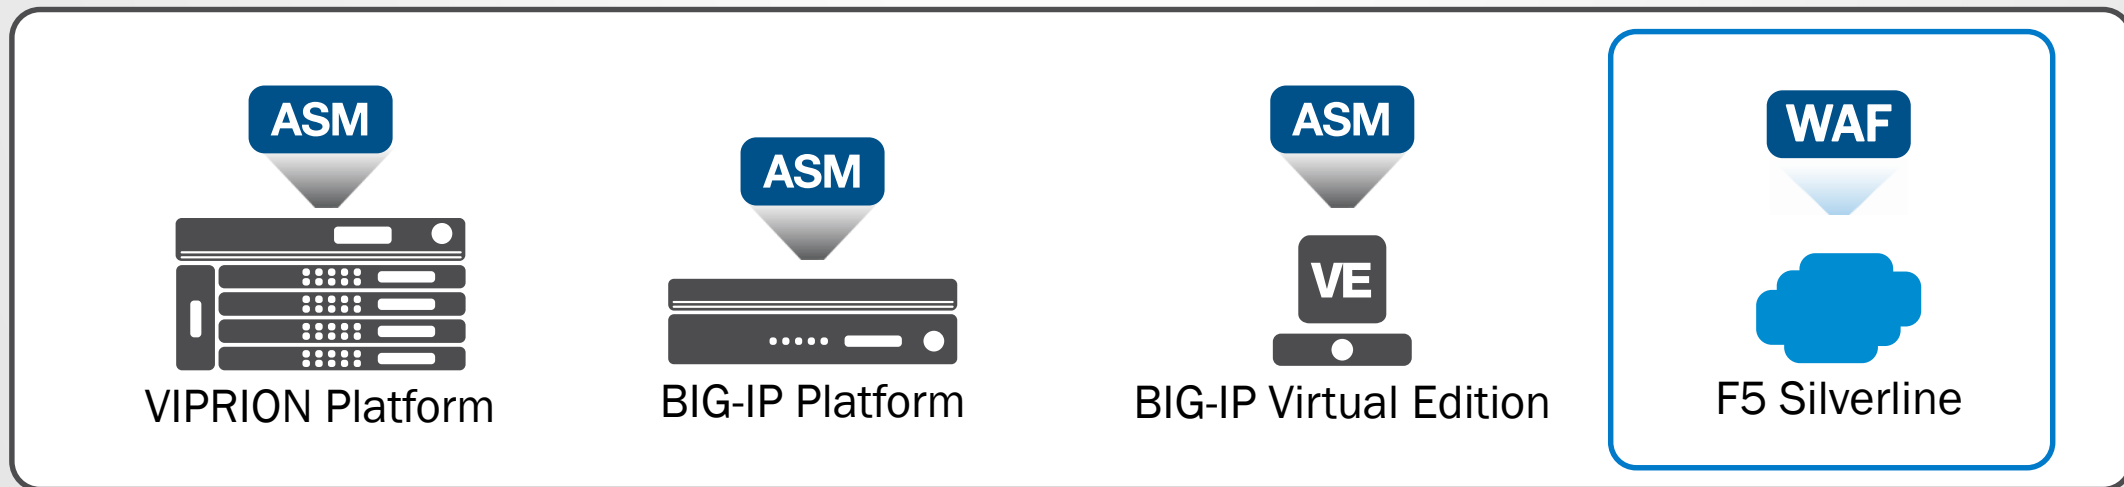 ASM
VIPRION Platform
ASM
BIG-IP Platform
ASM
VE
BIG-IP Virtual Edition
WAF
F5 Silverline